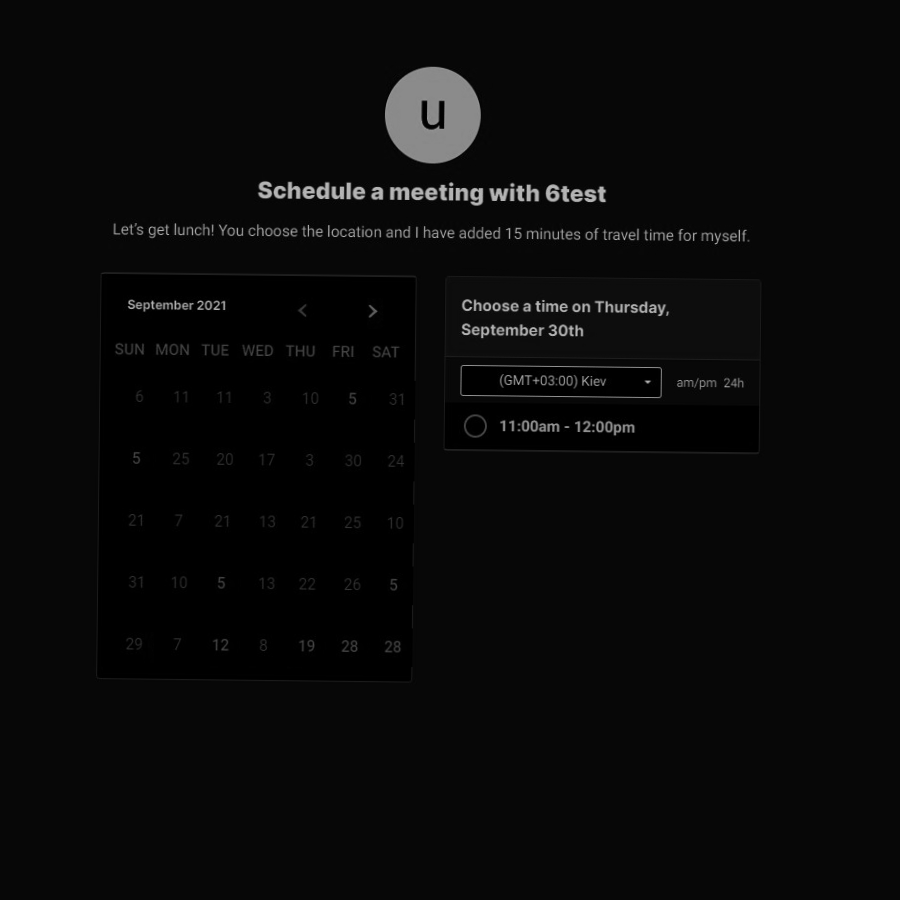 u
Schedule a meeting with 6test
Let's get lunch! You choose the location and I have added 15 minutes of travel time for myself.
September 2021
SUN MON TUE WED THU FRI SAT
6 11 11 3 10 5 31
5 25 20 17 3 30 24
21 7 21 13 21 25 10
31 10 5 13 22 26 5
29 7 12 8 19 28 28
Choose a time on Thursday,
September 30th
(GMT+03:00) Kiev
am/pm 24h
11:00am - 12:00pm